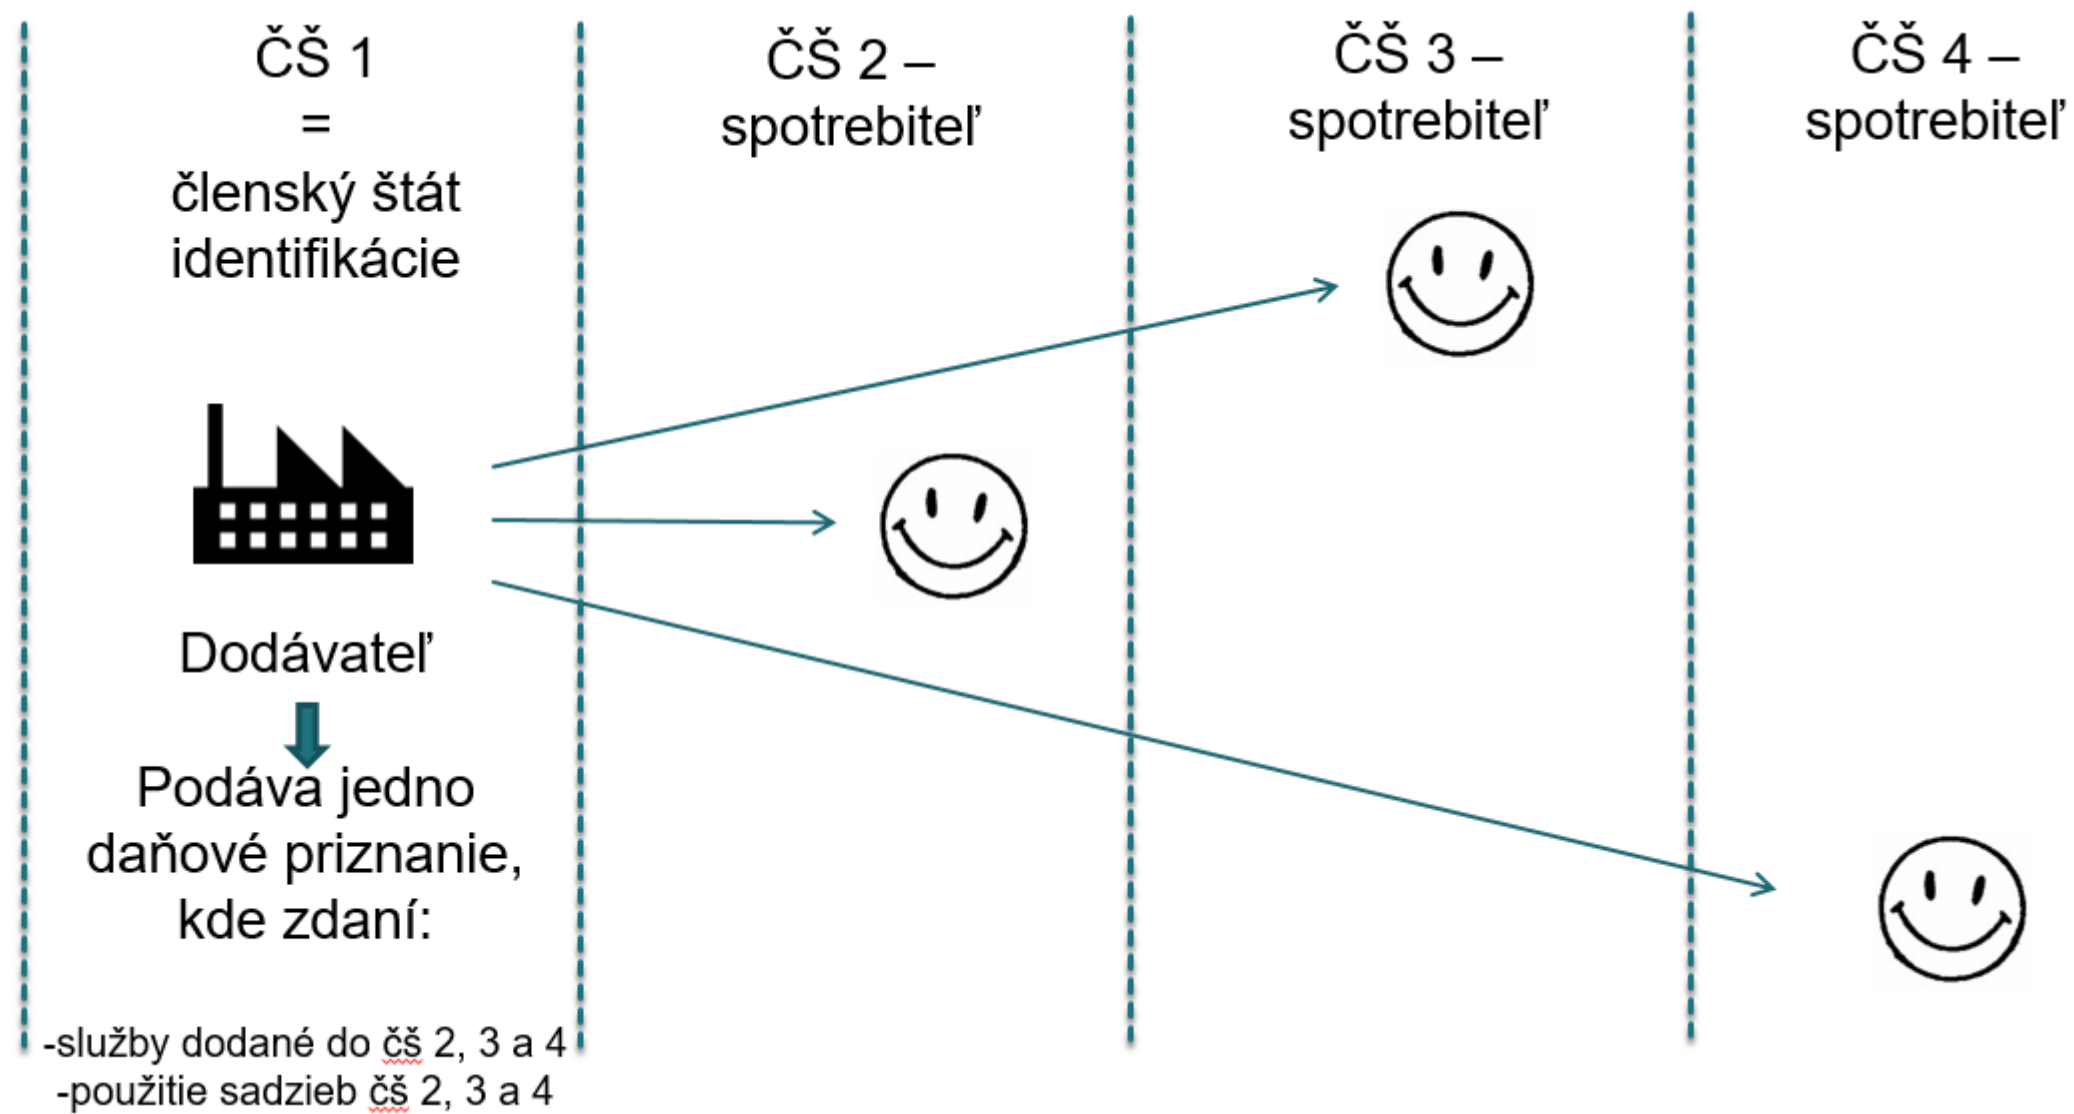 ČŠ 1
=
členský štát
identifikácie
Dodávateľ
Podáva jedno
daňové priznanie,
kde zdaní:
-služby dodané do čš 2, 3 a 4
-použitie sadzieb čš 2, 3 a 4
ČŠ 2 –
spotrebiteľ
ČŠ 3 –
spotrebiteľ
ČŠ 4 –
spotrebiteľ